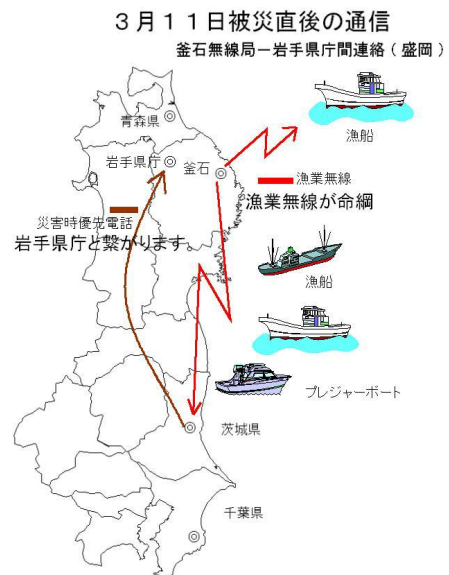 3月11日被災直後の通信
釜石無線局－岩手県庁間連絡(盛岡)
青森県
漁船
岩手県庁
釜石
漁業無線
漁業無線が命綱
災害時優先電話
岩手県庁と繋がります
漁船
プレジャーボート
茨城県
千葉県